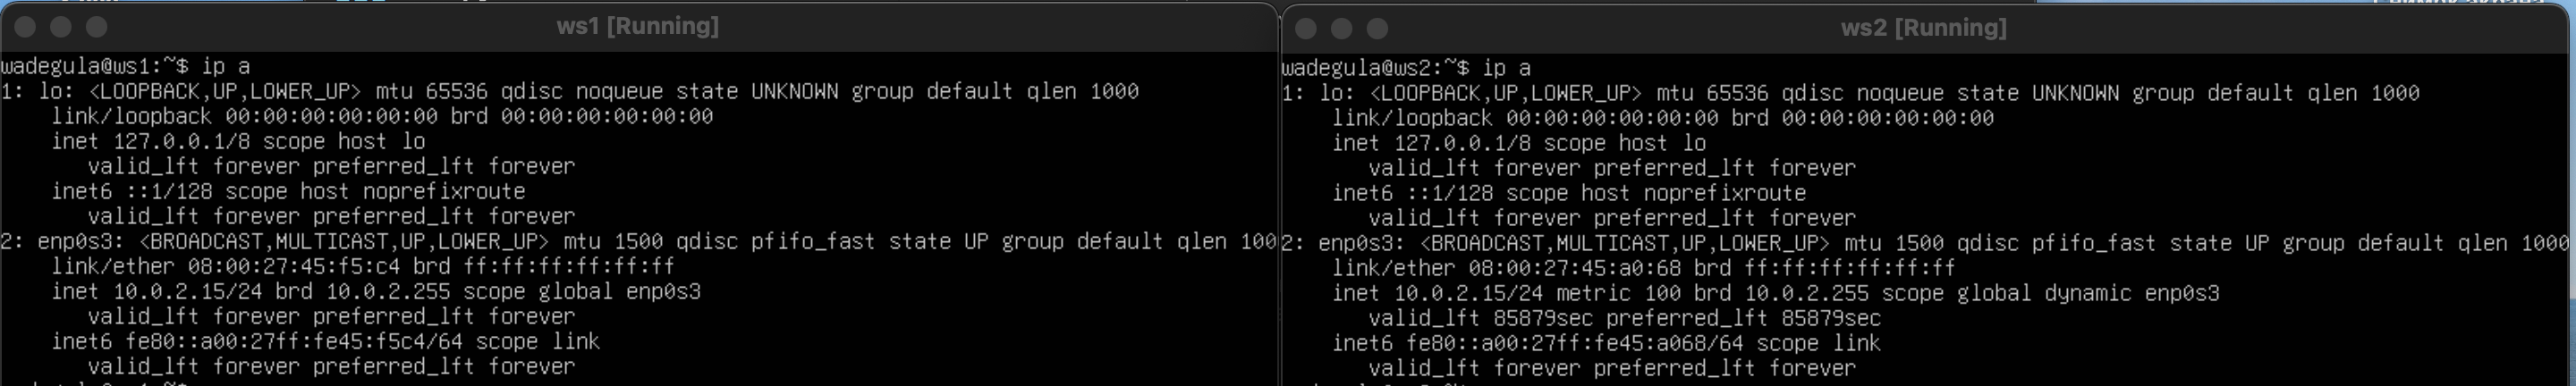 ws1 [Running]
wadegula@ws1:~$ ip a
1: lo: <LOOPBACK,UP,LOWER_UP> mtu 65536 qdisc noqueue state UNKNOWN group default qlen 1000
link/loopback 00:00:00:00:00:00 brd 00:00:00:00:00:00
inet 127.0.0.1/8 scope host lo
valid_lft forever preferred_lft forever
inet6 ::1/128 scope host noprefixroute
valid_lft forever preferred_lft forever
2: enp0s3: <BROADCAST,MULTICAST,UP,LOWER_UP> mtu 1500 qdisc pfifo_fast state UP group default qlen 100
link/ether 08:00:27:45:f5:c4 brd ff:ff:ff:ff:ff:ff
inet 10.0.2.15/24 brd 10.0.2.255 scope global enp0s3
valid_lft forever preferred_lft forever
inet6 fe80::a00:27ff:fe45:f5c4/64 scope link
valid_lft forever preferred_lft forever
ws2 [Running]
wadegula@ws2:~$ ip a
1: lo: <LOOPBACK,UP,LOWER_UP> mtu 65536 qdisc noqueue state UNKNOWN group default qlen 1000
link/loopback 00:00:00:00:00:00 brd 00:00:00:00:00:00
inet 127.0.0.1/8 scope host lo
valid_lft forever preferred_lft forever
inet6 ::1/128 scope host noprefixroute
valid_lft forever preferred_lft forever
2: enp0s3: <BROADCAST,MULTICAST,UP,LOWER_UP> mtu 1500 qdisc pfifo_fast state UP group default qlen 1000
link/ether 08:00:27:45:a0:68 brd ff:ff:ff:ff:ff:ff
inet 10.0.2.15/24 metric 100 brd 10.0.2.255 scope global dynamic enp0s3
valid_lft 85879sec preferred_lft 85879sec
inet6 fe80::a00:27ff:fe45:a068/64 scope link
valid_lft forever preferred_lft forever